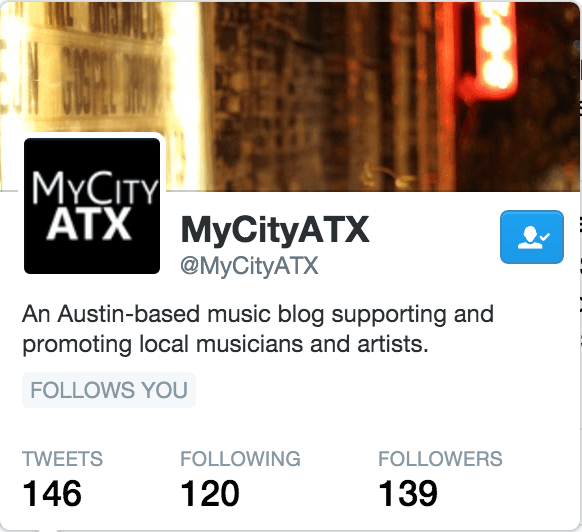 GOSPEL
MYCITY
ATX
MyCityATX
@MyCityATX
An Austin-based music blog supporting and
promoting local musicians and artists.
FOLLOWS YOU
TWEETS FOLLOWING FOLLOWERS
146 120 139